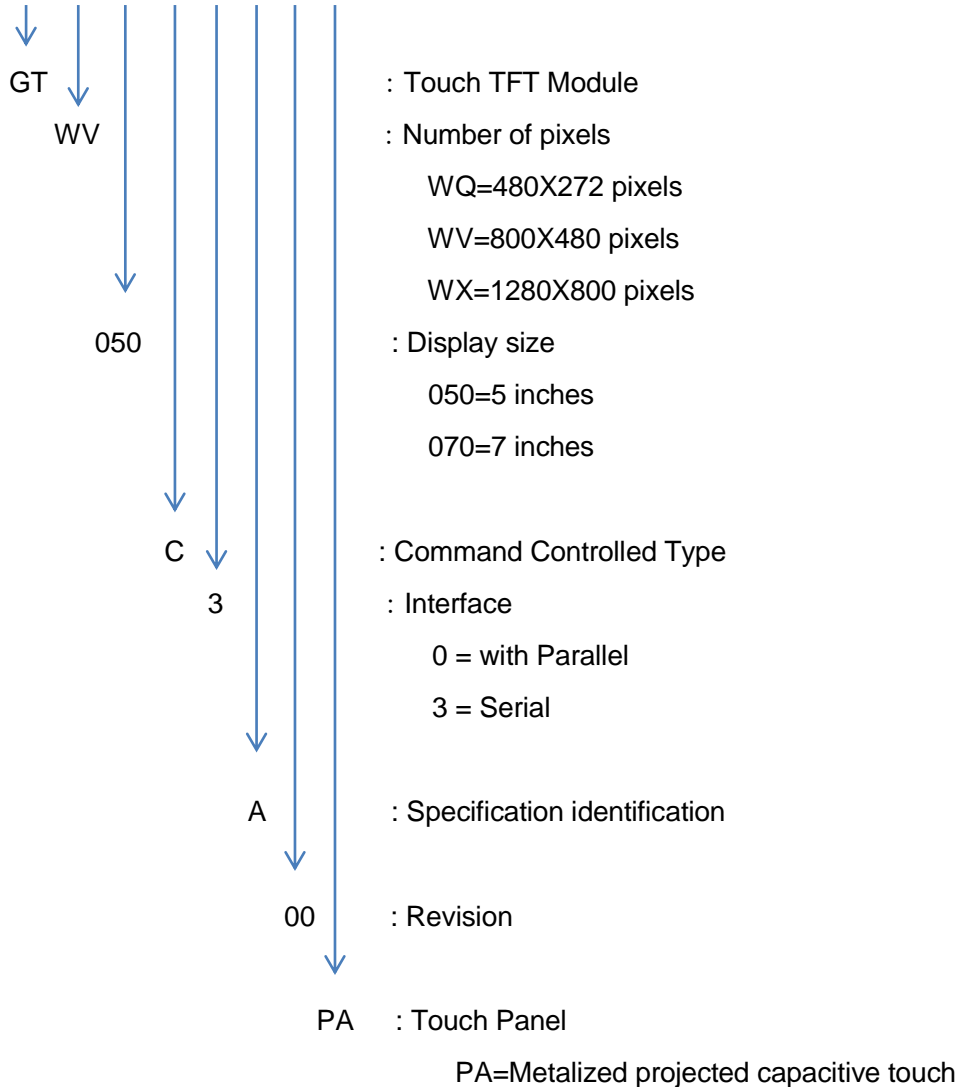 GT : Touch TFT Module
WV : Number of pixels
WQ=480X272 pixels
WV=800X480 pixels
WX=1280X800 pixels
050 : Display size
050=5 inches
070=7 inches
C : Command Controlled Type
3 : Interface
0 = with Parallel
3 = Serial
A : Specification identification
00 : Revision
PA : Touch Panel
PA=Metalized projected capacitive touch